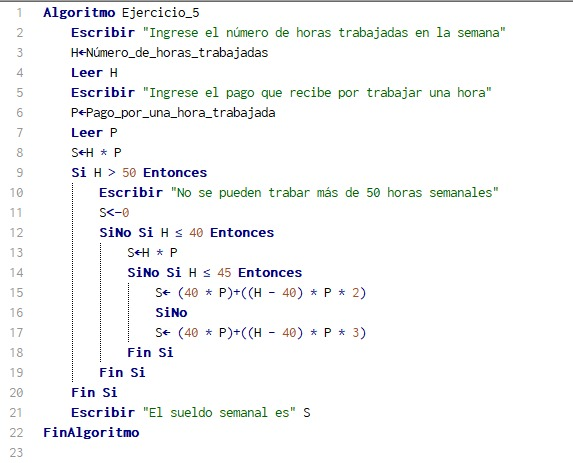 1 Algoritmo Ejercicio_5
2 Escribir "Ingrese el número de horas trabajadas en la semana"
3 H←Número_de_horas_trabajadas
4 Leer H
5 Escribir "Ingrese el pago que recibe por trabajar una hora"
6 P←Pago_por_una_hora_trabajada
7 Leer P
8 S←H * P
9 Si H > 50 Entonces
10 Escribir "No se pueden trabar más de 50 horas semanales"
11 S<-0
12 SiNo Si H ≤ 40 Entonces
13 S←H * P
14 SiNo Si H ≤ 45 Entonces
15 S← (40 * P)+((H - 40) * P * 2)
16 SiNo
17 S← (40 * P)+((H - 40) * P * 3)
18 Fin Si
19 Fin Si
20 Fin Si
21 Escribir "El sueldo semanal es" S
22 FinAlgoritmo
23